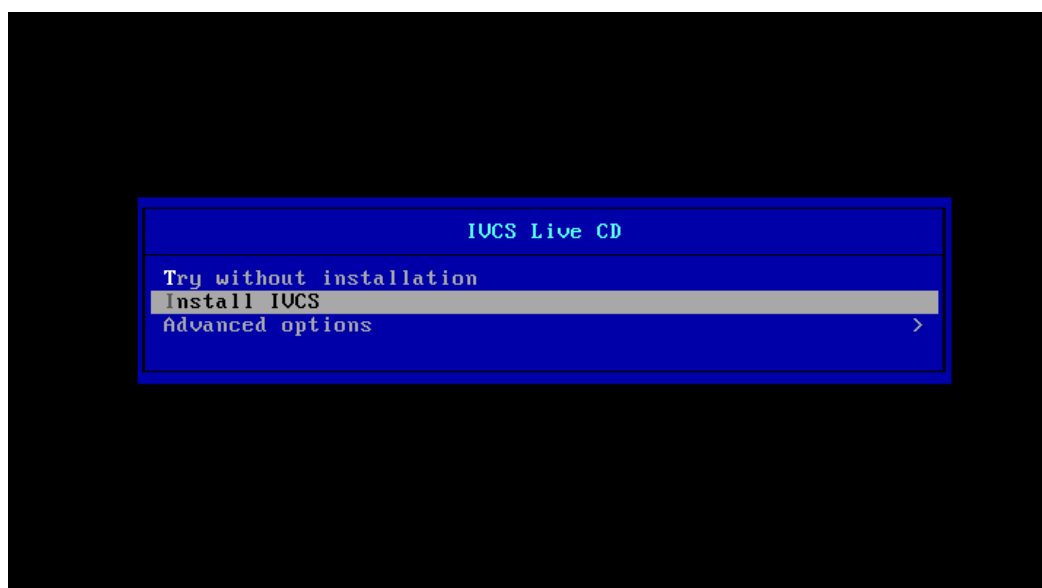 IVCS Live CD
Try without installation
Install IVCS
Advanced options >